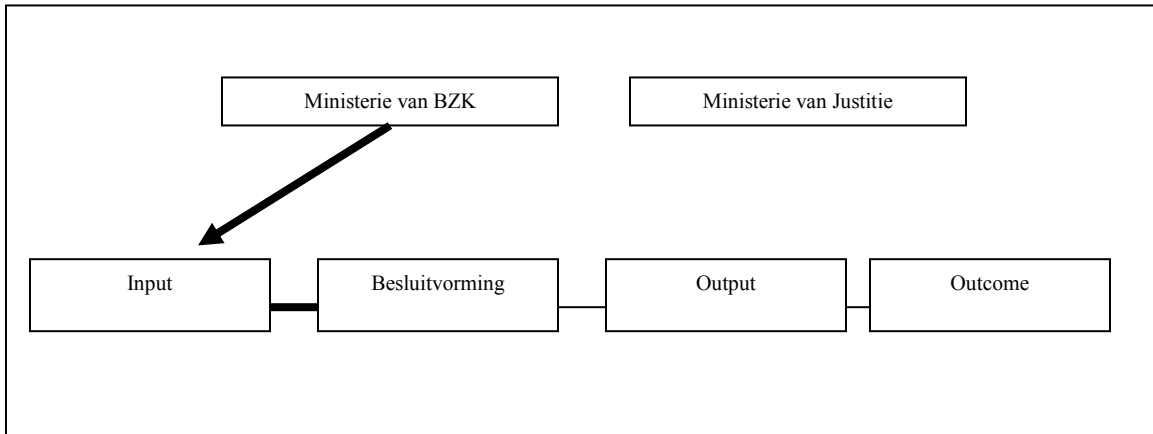 Ministerie van BZK
Ministerie van Justitie
Input
Besluitvorming
Output
Outcome